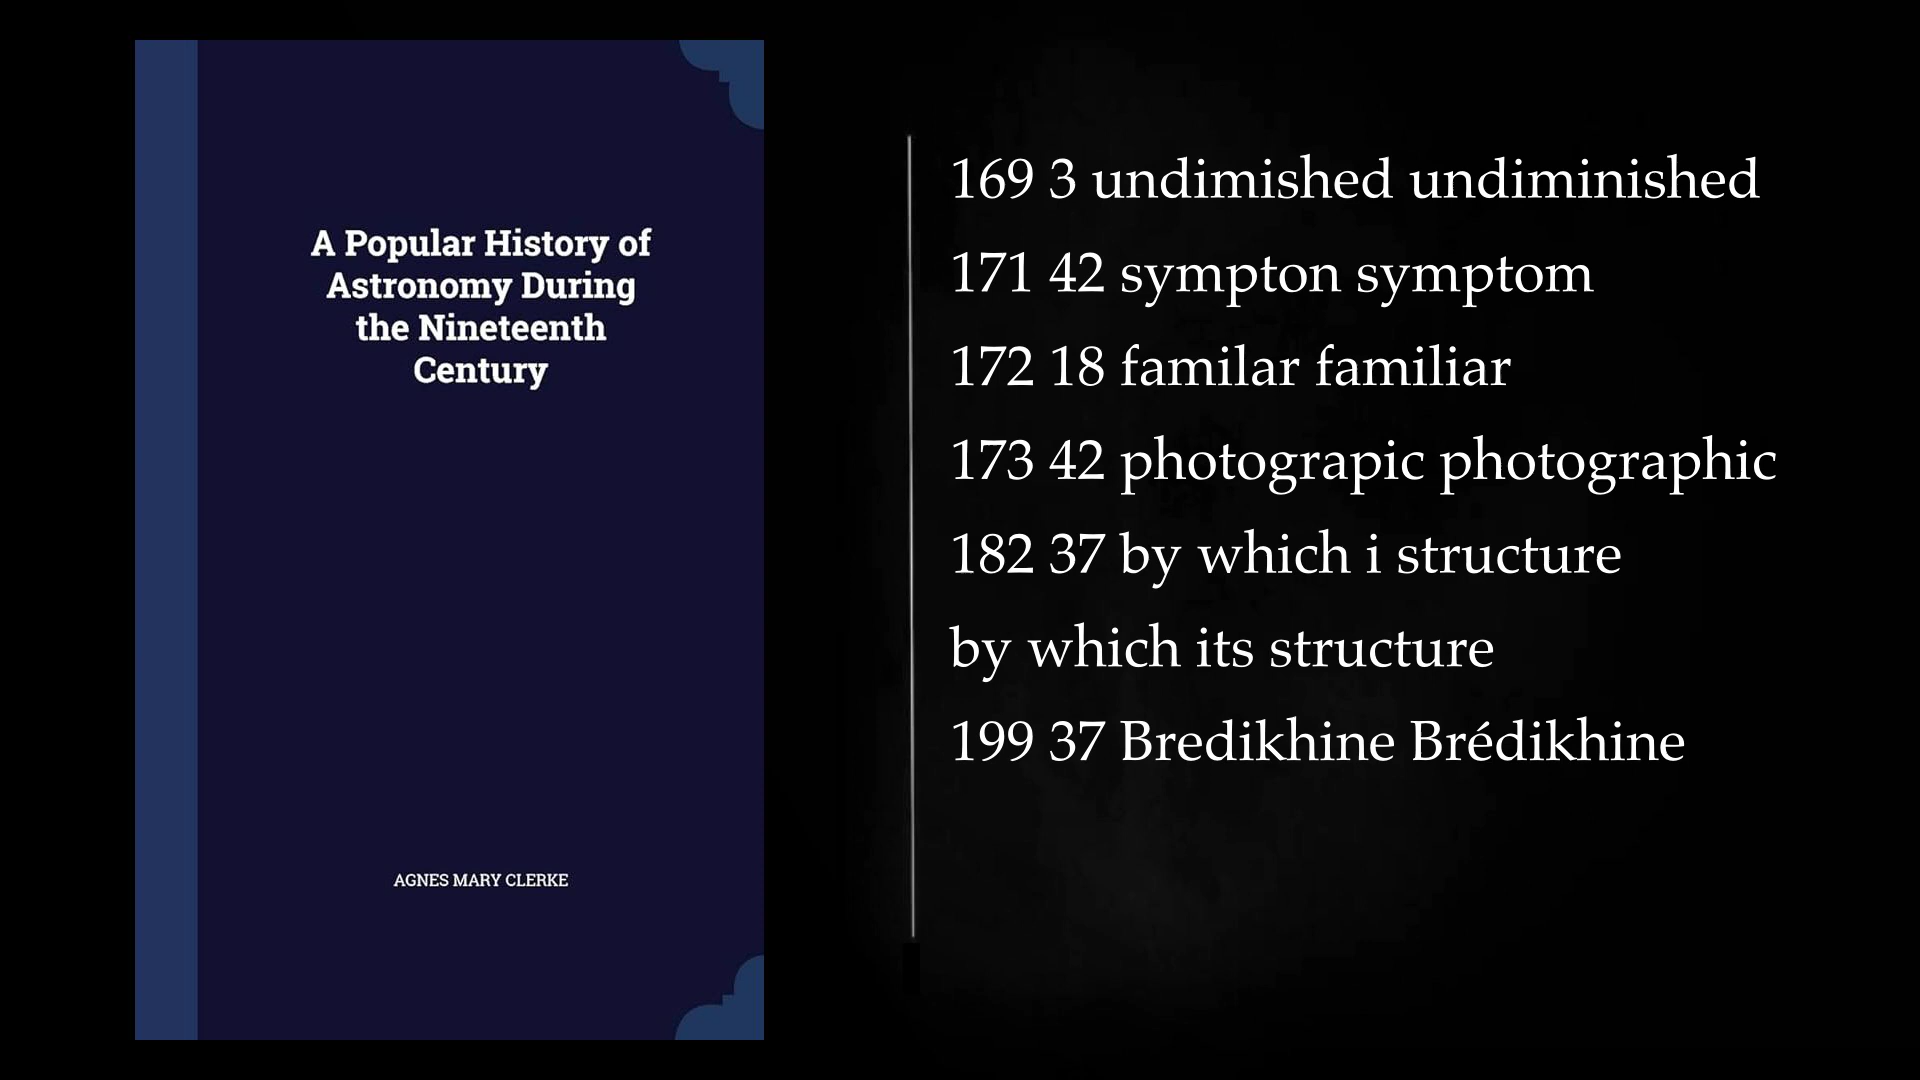 A Popular History of
Astronomy During
the Nineteenth
Century
AGNES MARY CLERKE
169 3 undimished undiminished
171 42 sympton symptom
172 18 familar familiar
173 42 photograpic photographic
182 37 by which i structure
by which its structure
199 37 Bredikhine Brédikhine